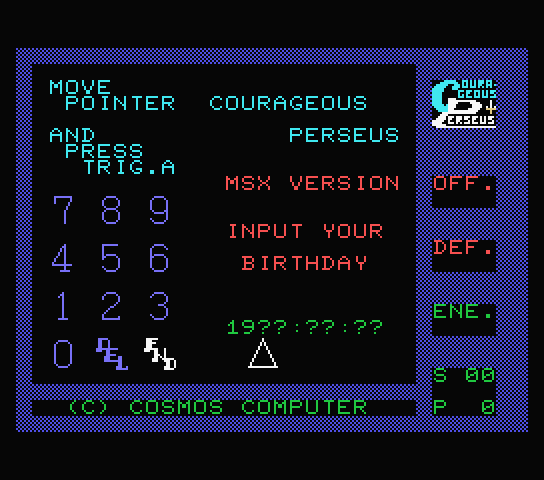 MOVE
POINTER
AND
PRESS
TRIG.A
COURAGEOUS
PERSEUS
MSX VERSION
INPUT YOUR
BIRTHDAY
19??:??:??
7 8 9
4 5 6
1 2 3
0 DEL END
(C) COSMOS COMPUTER
COURA-
GEOUS
PERSEUS
OFF.
DEF.
ENE.
S 00
P 0